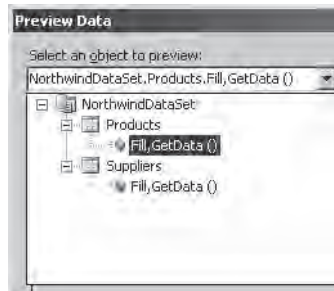 Preview Data
Select an object to preview:
NorthwindDataSet.Products.Fill,GetData ()
NorthwindDataSet
Products
Fill,GetData ()
Suppliers
Fill,GetData ()